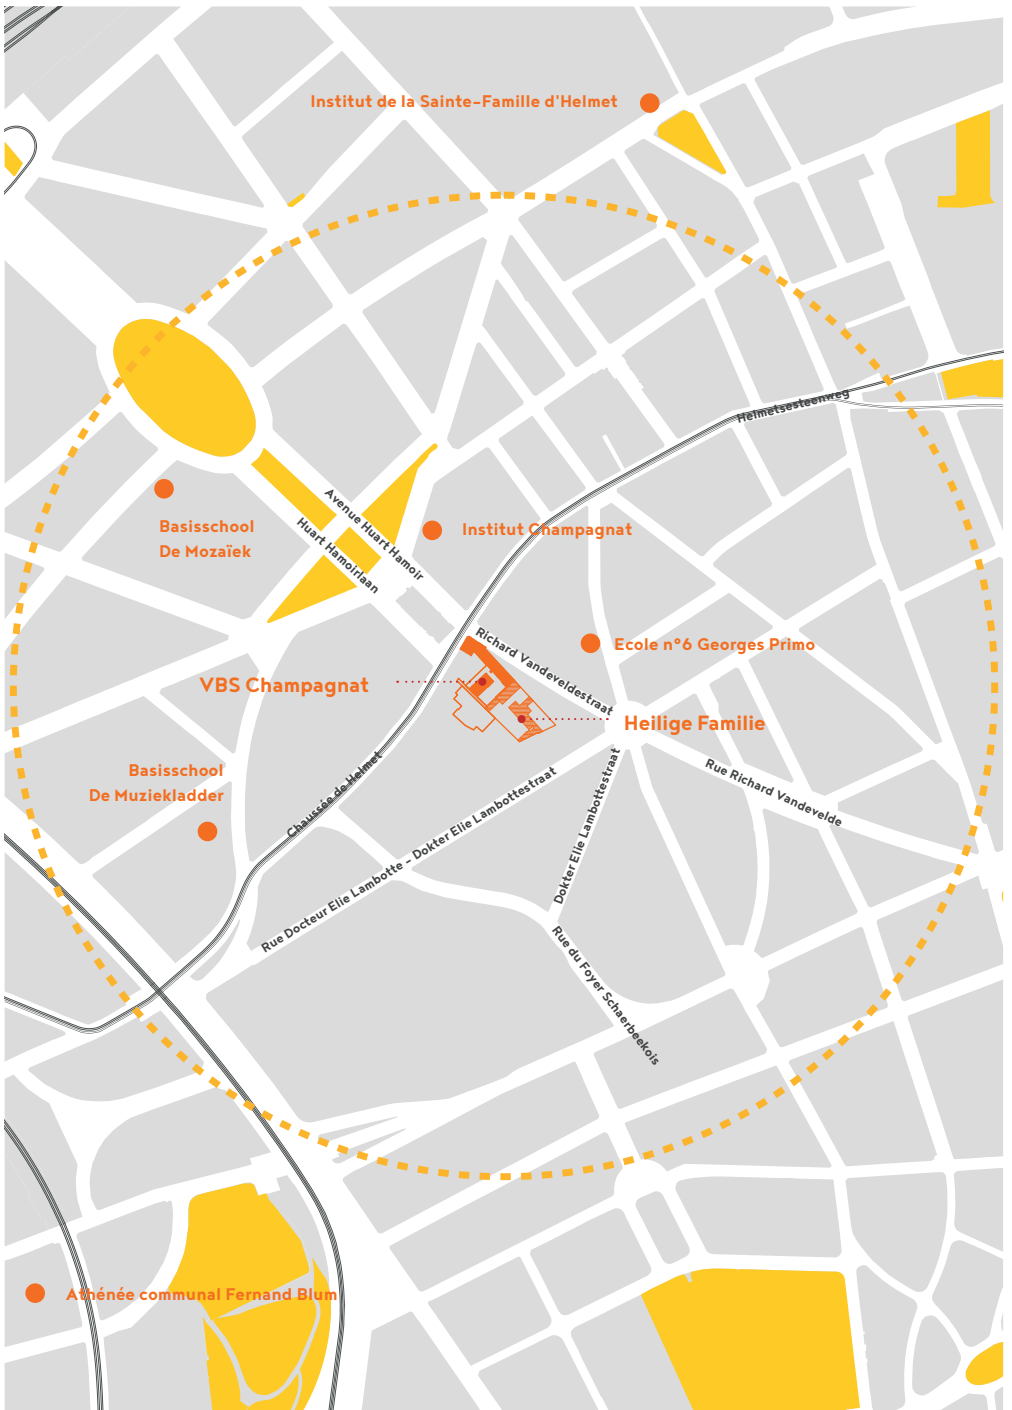 Institut de la Sainte-Famille d'Helmet
Helmetsesteenweg
Avenue Huart Hamoir
Huart Hamoirlaan
Basisschool
De Mozaïek
Institut Champagnat
Richard Vandeveldestraat
Ecole n°6 Georges Primo
VBS Champagnat
Heilige Familie
Basisschool
De Muziekladder
Chaussée de Helmet
Rue Docteur Elie Lambotte - Dokter Elie Lambottestraat
Dokter Elie Lambottestraat
Rue Richard Vandevelde
Rue du Foyer Schaerbeekois
Athénée communal Fernand Blum